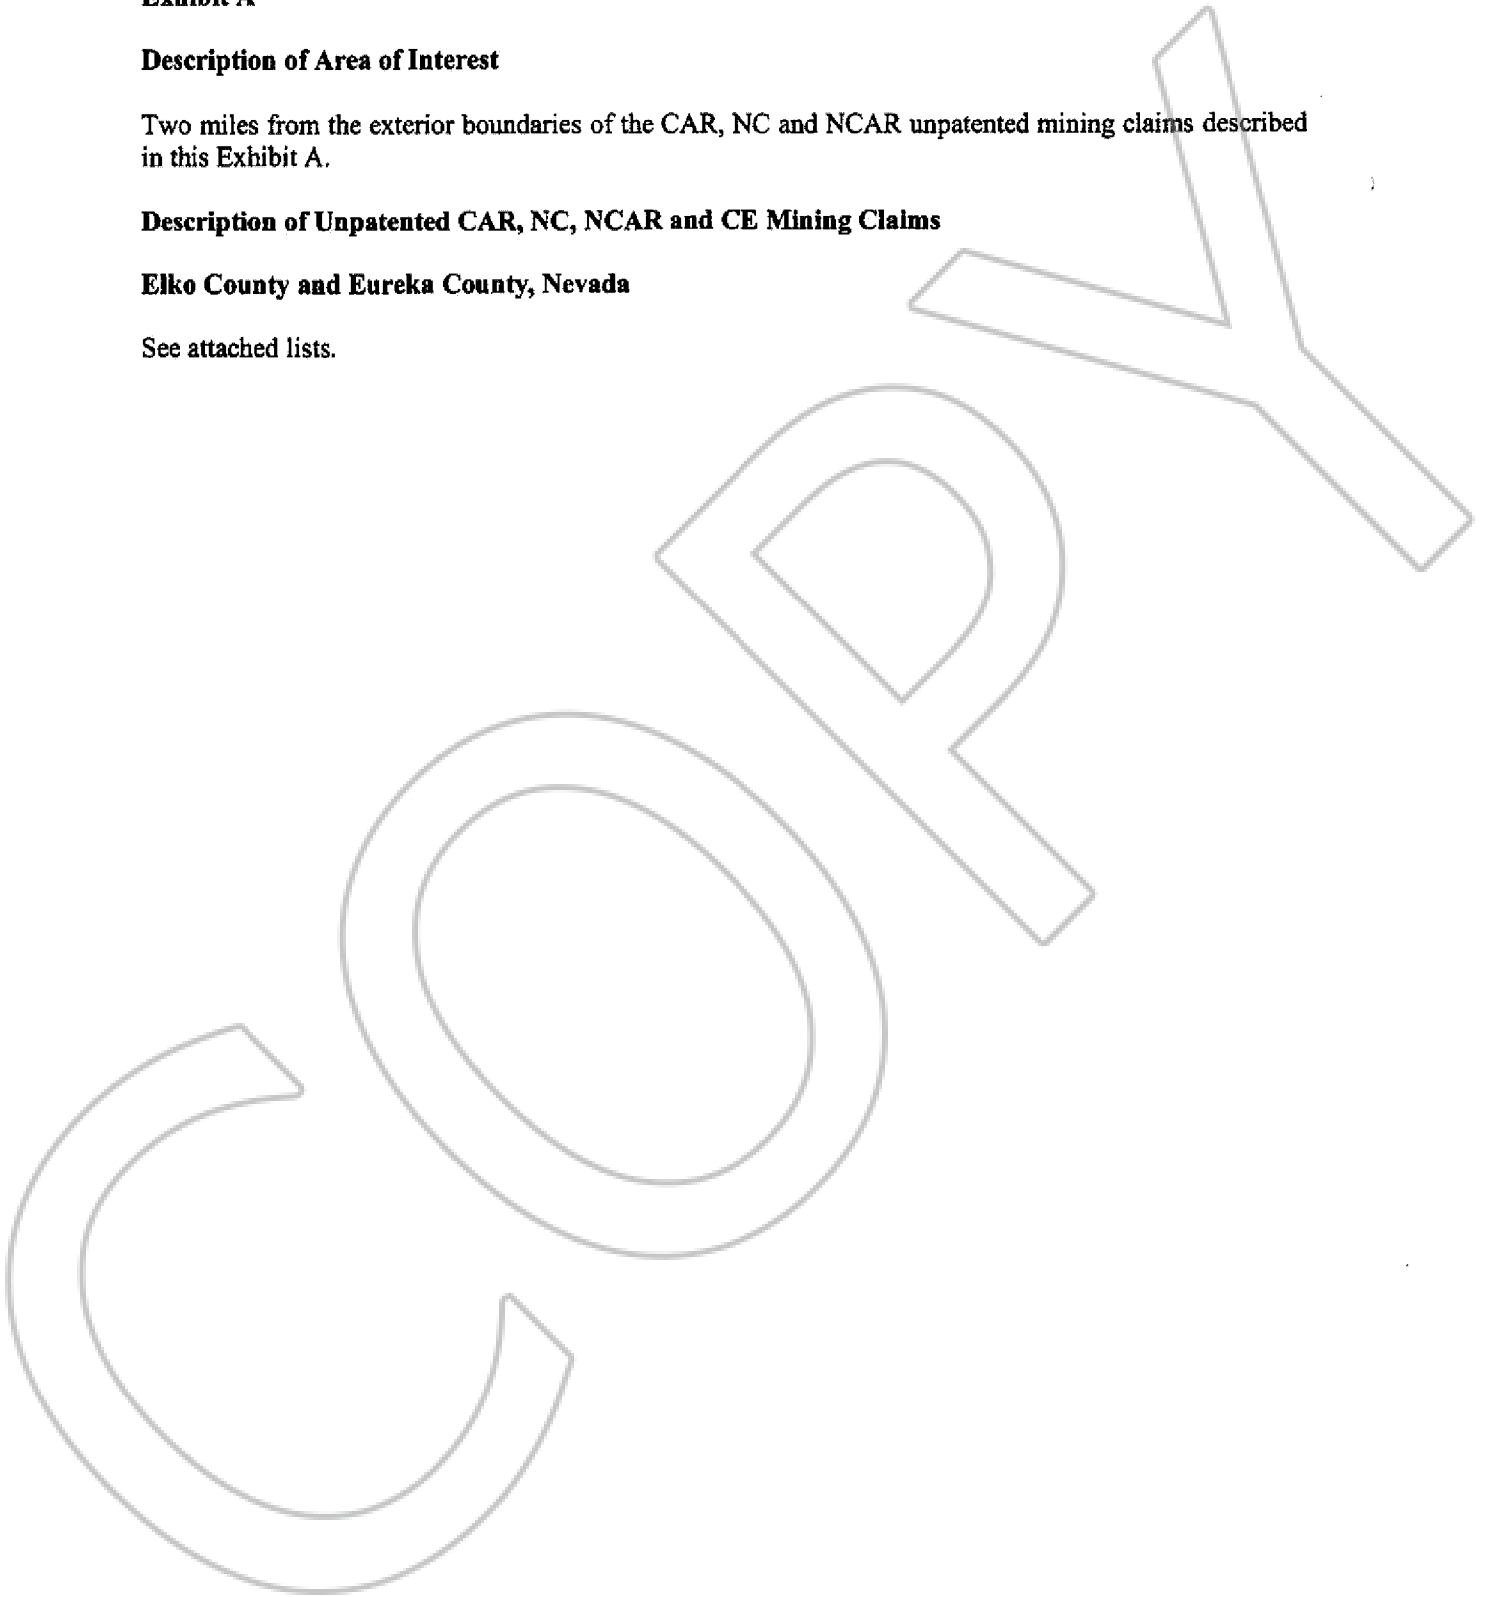 Exhibit A
Description of Area of Interest
Two miles from the exterior boundaries of the CAR, NC and NCAR unpatented mining claims described
in this Exhibit A.
Description of Unpatented CAR, NC, NCAR and CE Mining Claims
Elko County and Eureka County, Nevada
See attached lists.
COPY